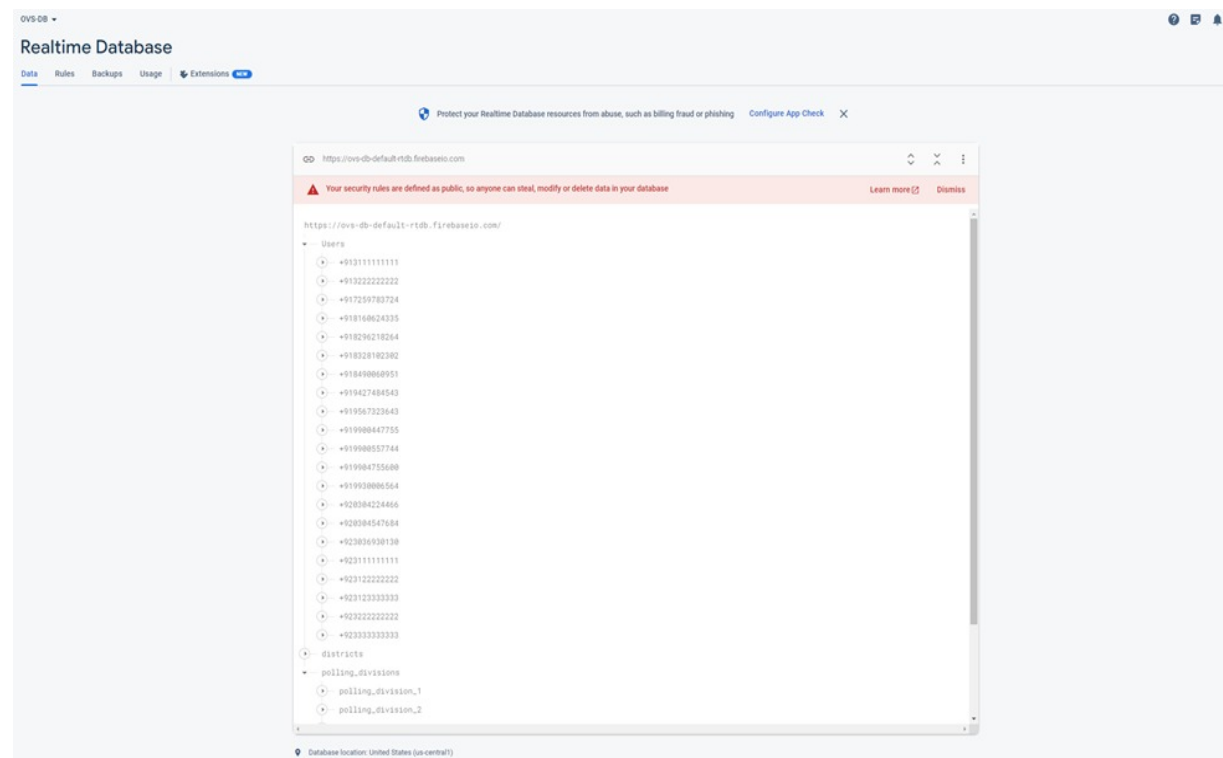 OVS-DB
Realtime Database
Data Rules Backups Usage Extensions NEW
Protect your Realtime Database resources from abuse, such as billing fraud or phishing Configure App Check
https://ovs-db-default-rtdb.firebaseio.com
Your security rules are defined as public, so anyone can steal, modify or delete data in your database Learn more Dismiss
https://ovs-db-default-rtdb.firebaseio.com/
Users
+913111111111
+913222222222
+917259783724
+918160624335
+918296218264
+918328102302
+918490060951
+919427484543
+919567323643
+919900447755
+919900557744
+919904755600
+919930006564
+920304224466
+920304547684
+923036930130
+923111111111
+923122222222
+923123333333
+923222222222
+923333333333
districts
polling_divisions
polling_division_1
polling_division_2
Database location: United States (us-central1)